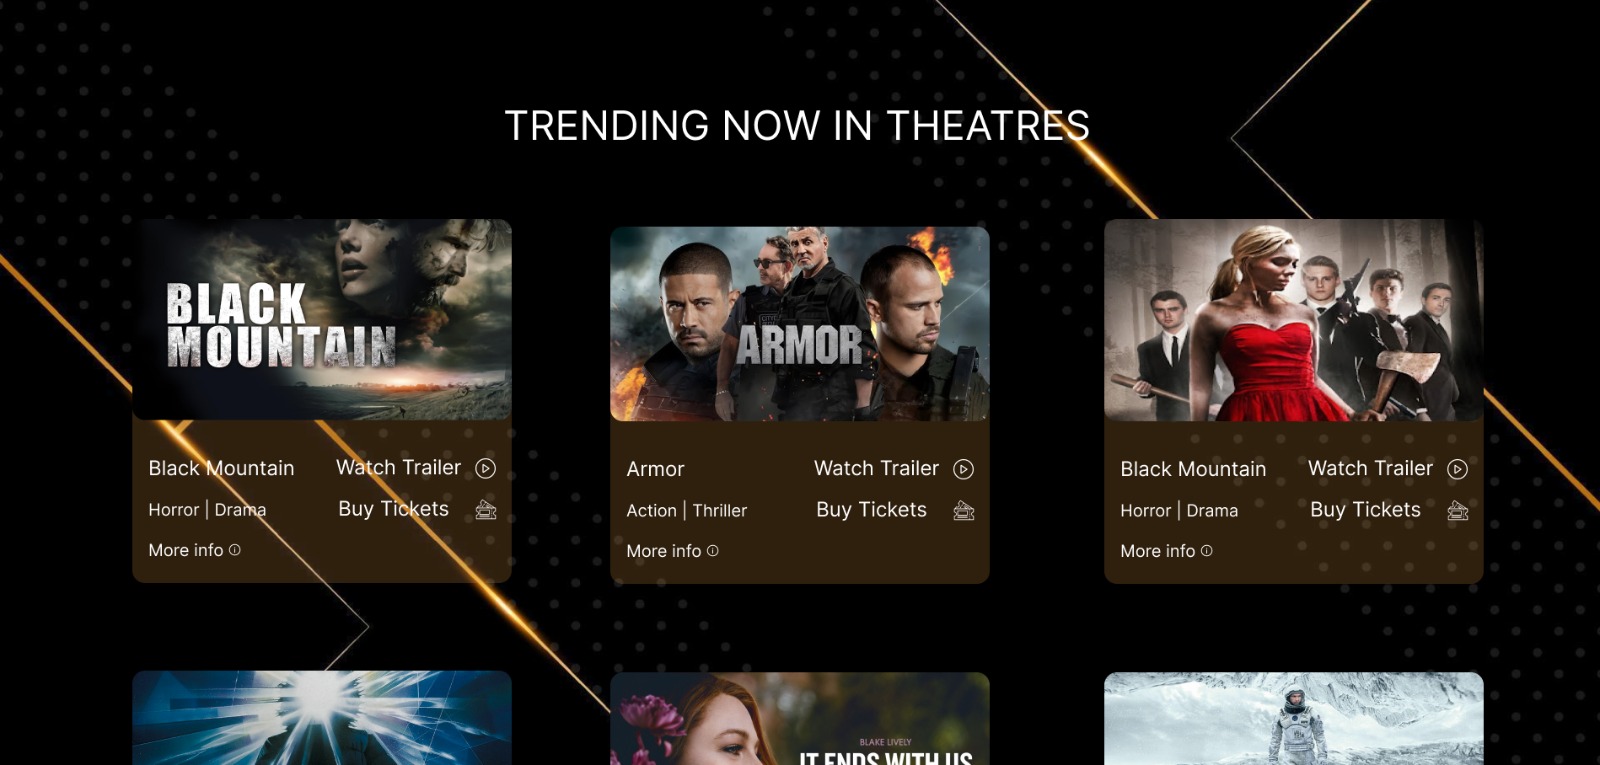 TRENDING NOW IN THEATRES
BLACK
MOUNTAIN
Black Mountain
Watch Trailer
Horror | Drama
Buy Tickets
More info
ARMOR
Armor
Watch Trailer
Action | Thriller
Buy Tickets
More info
Black Mountain
Watch Trailer
Horror | Drama
Buy Tickets
More info
BLAKE LIVELY
IT ENDS WITH US